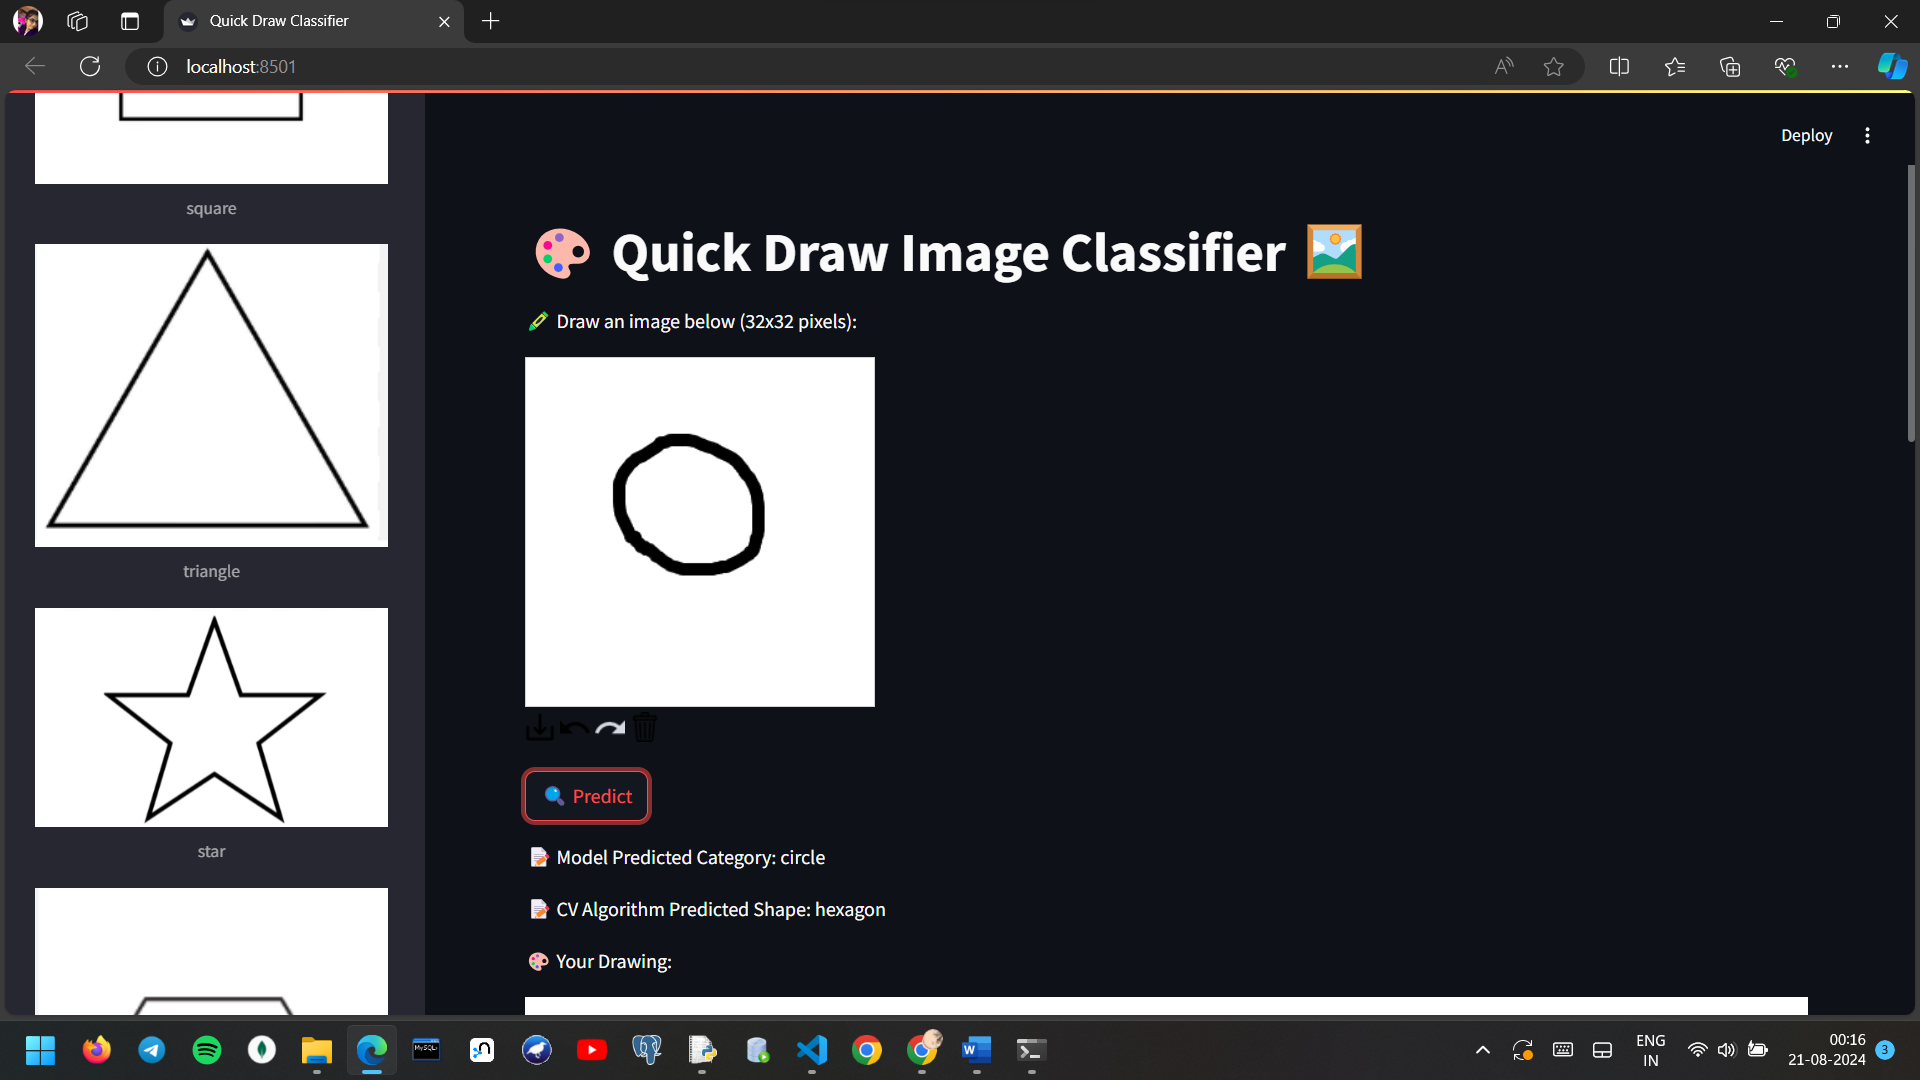 Quick Draw Classifier
localhost:8501
Deploy
square
triangle
star
Quick Draw Image Classifier
Draw an image below (32x32 pixels):
Predict
Model Predicted Category: circle
CV Algorithm Predicted Shape: hexagon
Your Drawing:
MySQL
ENG
IN
00:16
21-08-2024
3